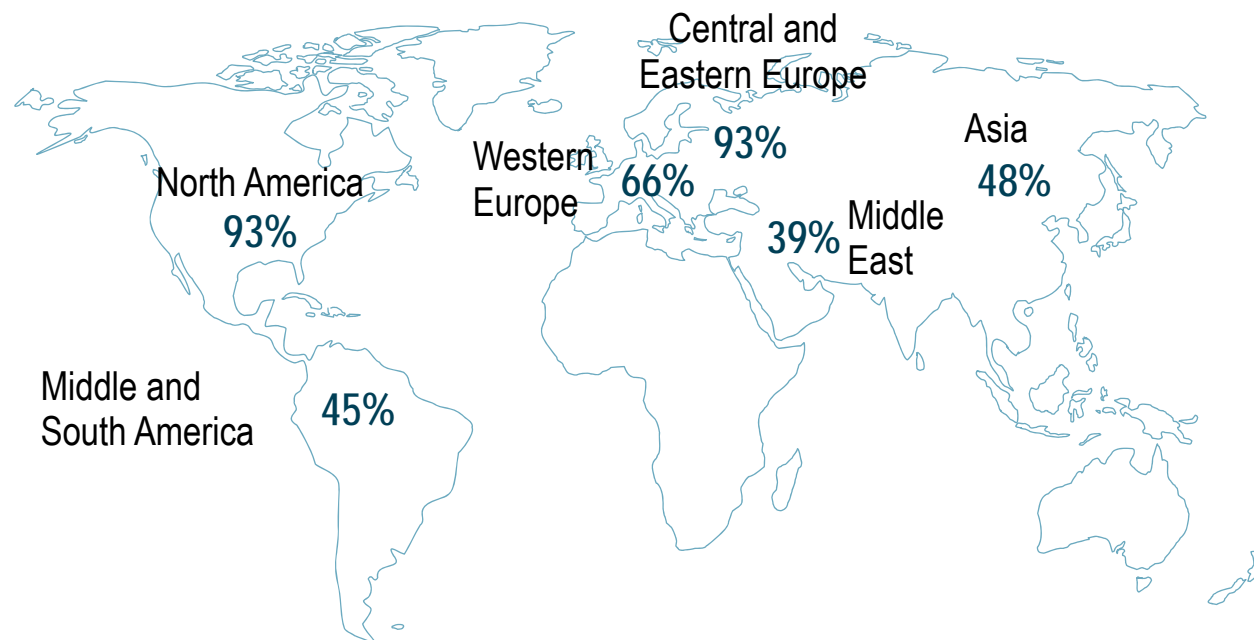 Central and
Eastern Europe
93%
Asia
48%
Western
Europe
66%
North America
93%
Middle
East
39%
Middle and
South America
45%